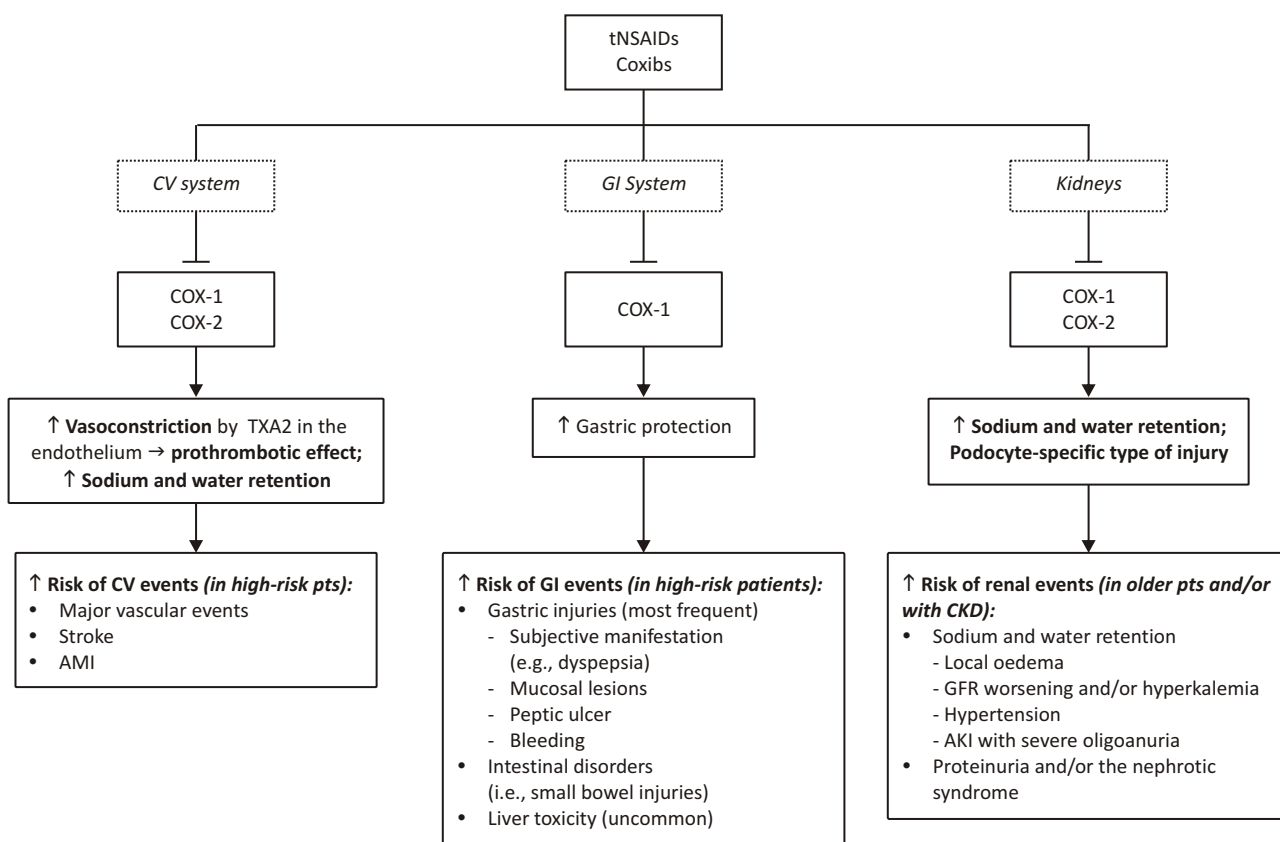 tNSAIDs
Coxibs
CV system
GI System
Kidneys
COX-1
COX-2
COX-1
COX-1
COX-2
↑ Vasoconstriction by TXA2 in the
endothelium → prothrombotic effect;
↑ Sodium and water retention
↑ Gastric protection
↑ Sodium and water retention;
Podocyte-specific type of injury
↑ Risk of CV events (in high-risk pts):
• Major vascular events
• Stroke
• AMI
↑ Risk of GI events (in high-risk patients):
• Gastric injuries (most frequent)
- Subjective manifestation
(e.g., dyspepsia)
- Mucosal lesions
- Peptic ulcer
- Bleeding
• Intestinal disorders
(i.e., small bowel injuries)
• Liver toxicity (uncommon)
↑ Risk of renal events (in older pts and/or
with CKD):
• Sodium and water retention
- Local oedema
- GFR worsening and/or hyperkalemia
- Hypertension
- AKI with severe oligoanuria
• Proteinuria and/or the nephrotic
syndrome